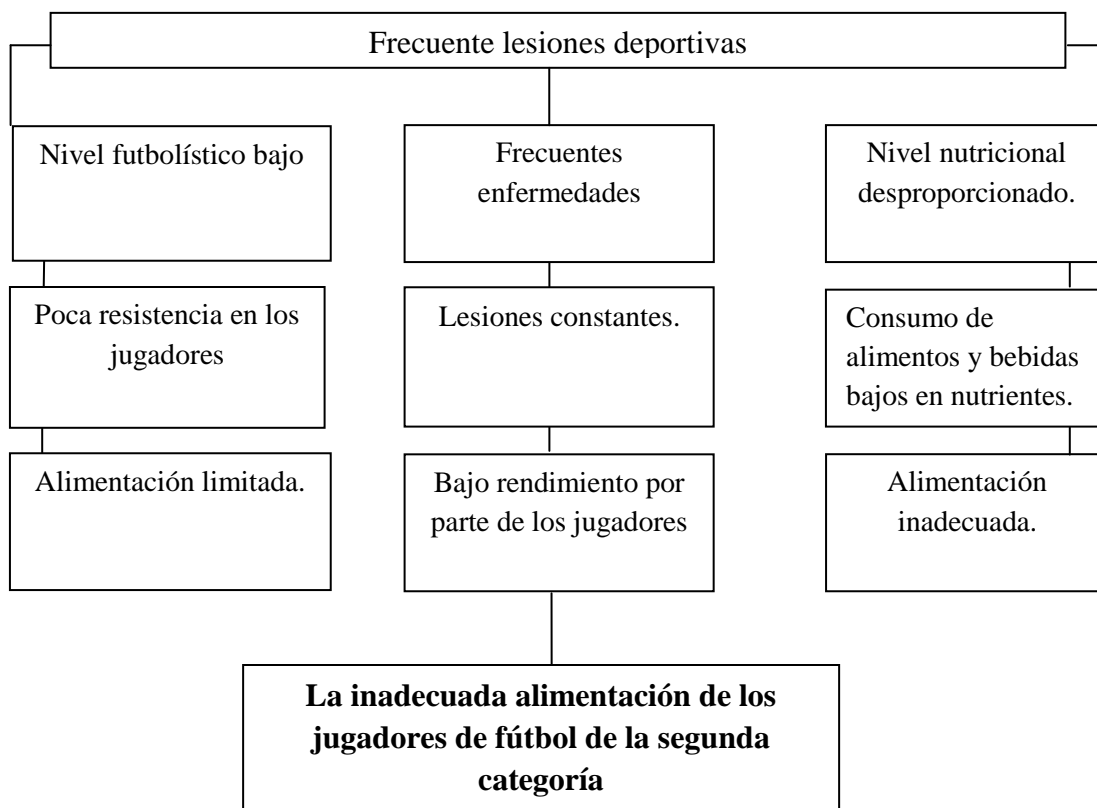 Frecuente lesiones deportivas
Nivel futbolístico bajo
Frecuentes
enfermedades
Nivel nutricional
desproporcionado.
Poca resistencia en los
jugadores
Lesiones constantes.
Consumo de
alimentos y bebidas
bajos en nutrientes.
Alimentación limitada.
Bajo rendimiento por
parte de los jugadores
Alimentación
inadecuada.
La inadecuada alimentación de los
jugadores de fútbol de la segunda
categoría